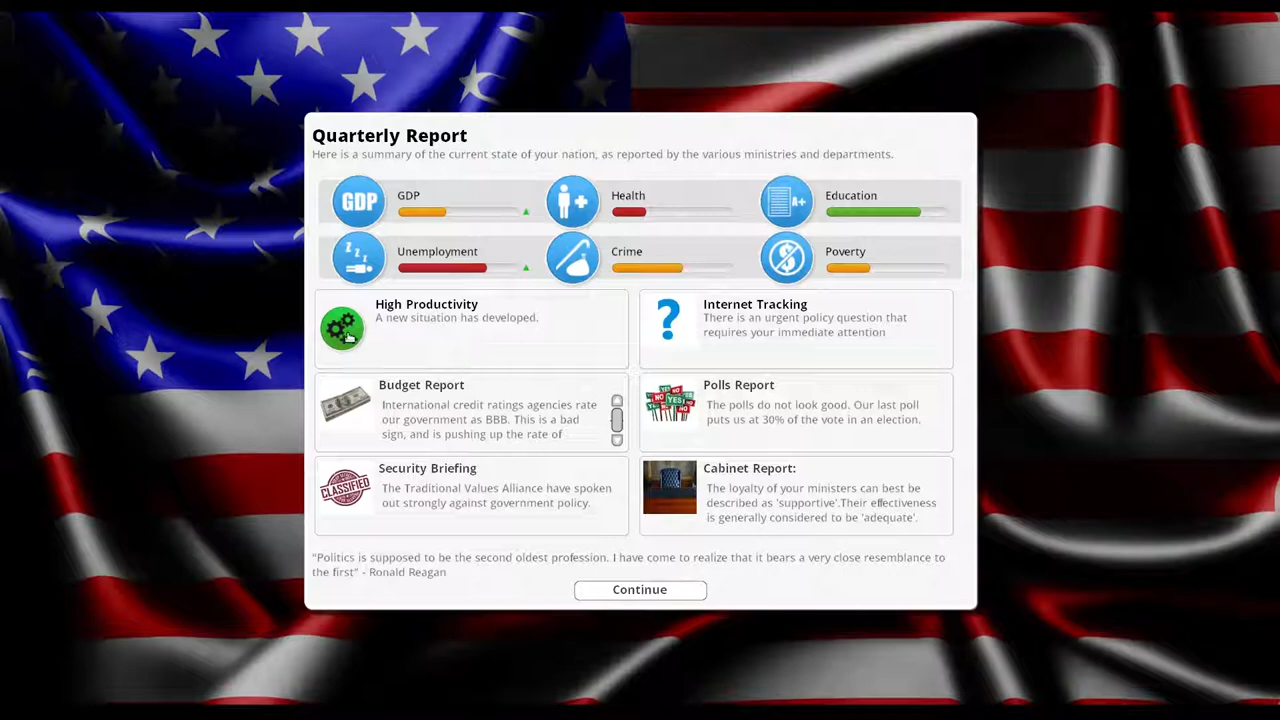 Quarterly Report
Here is a summary of the current state of your nation, as reported by the various ministries and departments.
GDP
GDP
Health
A+
Education
Z Z Z
Unemployment
Crime
$
Poverty
High Productivity
A new situation has developed.
?
Internet Tracking
There is an urgent policy question that
requires your immediate attention
Budget Report
International credit ratings agencies rate
our government as BBB. This is a bad
sign, and is pushing up the rate of
YES
NO
YES
NO
Polls Report
The polls do not look good. Our last poll
puts us at 30% of the vote in an election.
CLASSIFIED
Security Briefing
The Traditional Values Alliance have spoken
out strongly against government policy.
Cabinet Report:
The loyalty of your ministers can best be
described as 'supportive'.Their effectiveness
is generally considered to be 'adequate'.
"Politics is supposed to be the second oldest profession. I have come to realize that it bears a very close resemblance to
the first" - Ronald Reagan
Continue